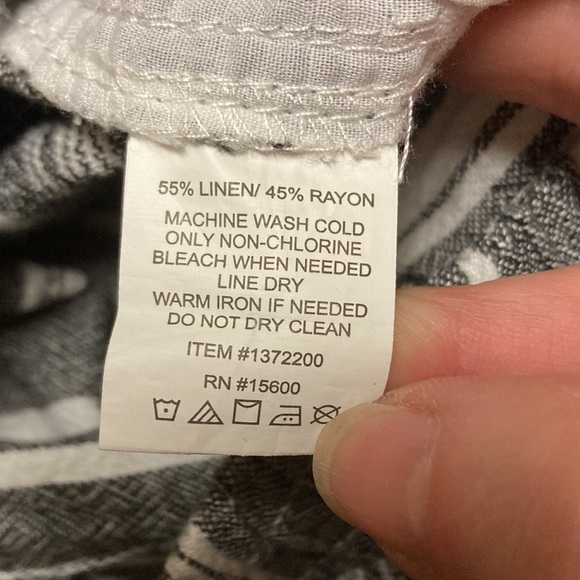 55% LINEN/ 45% RAYON
MACHINE WASH COLD
ONLY NON-CHLORINE
BLEACH WHEN NEEDED
LINE DRY
WARM IRON IF NEEDED
DO NOT DRY CLEAN
ITEM #1372200
RN #15600